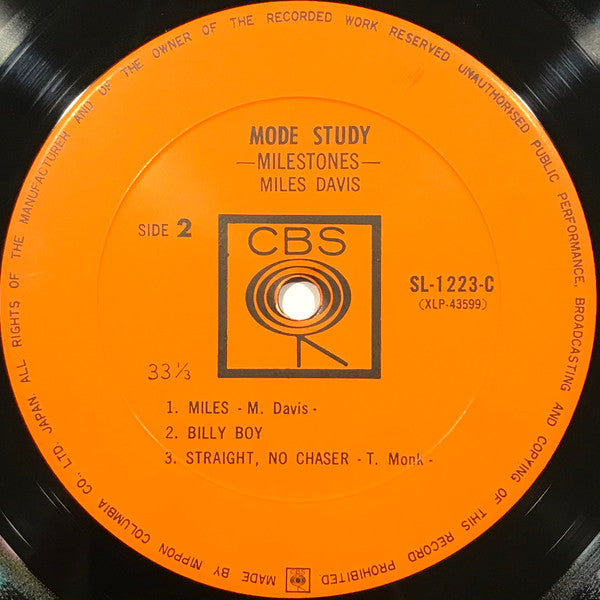 MODE STUDY
—MILESTONES—
MILES DAVIS
SIDE 2
CBS
SL-1223-C
(XLP-43599)
33⅓
1. MILES - M. Davis -
2. BILLY BOY
3. STRAIGHT, NO CHASER - T. Monk -
CBS
MADE BY NIPPON COLUMBIA CO., LTD. JAPAN. ALL RIGHTS OF THE MANUFACTURER AND OF THE OWNER OF THE RECORDED WORK RESERVED UNAUTHORISED PUBLIC PERFORMANCE, BROADCASTING AND COPYING OF THIS RECORD PROHIBITED